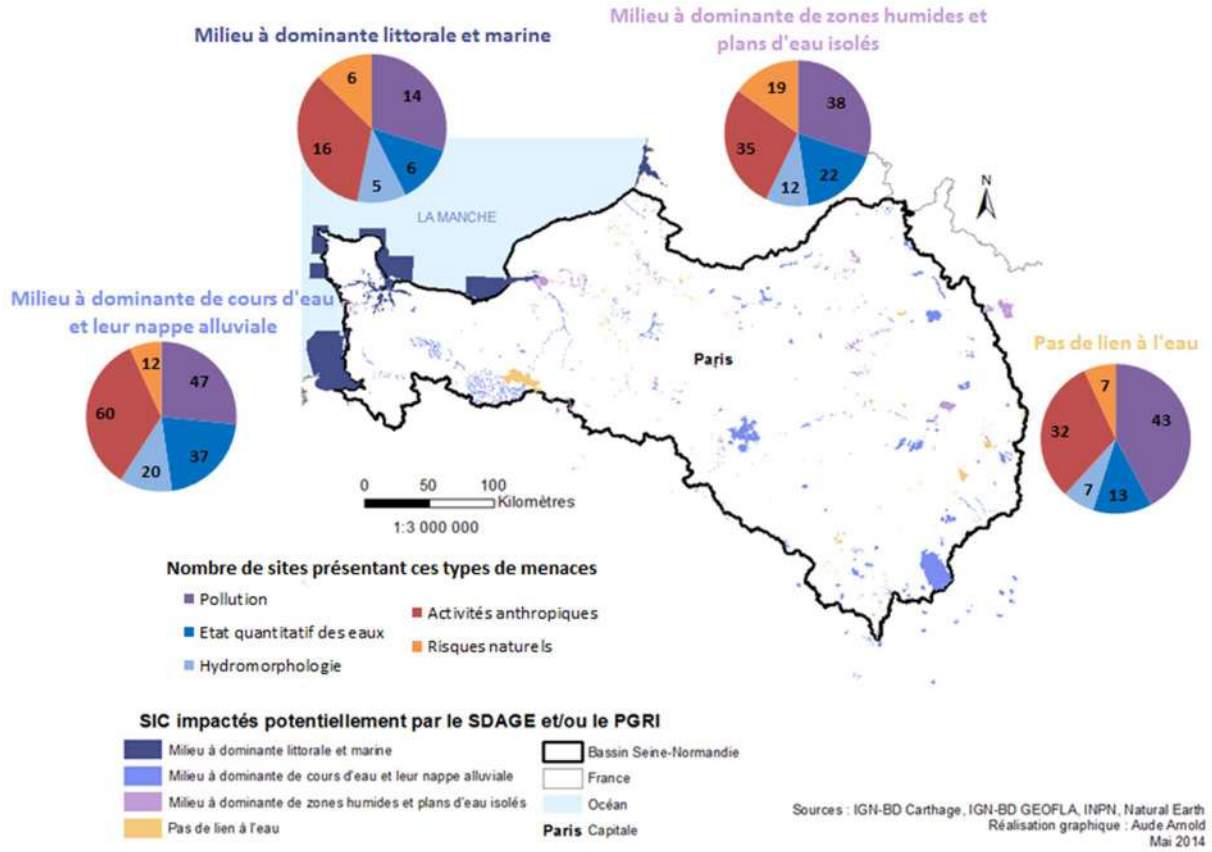 Milieu à dominante de zones humides et
plans d'eau isolés
Milieu à dominante littorale et marine
6
14
16
6
5
19
38
35
22
12
N
LA MANCHE
Milieu à dominante de cours d'eau
et leur nappe alluviale
12
47
60
37
20
Paris
Pas de lien à l'eau
7
43
32
13
7
0 50 100
Kilomètres
1:3 000 000
Nombre de sites présentant ces types de menaces
Pollution
Activités anthropiques
Etat quantitatif des eaux
Risques naturels
Hydromorphologie
SIC impactés potentiellement par le SDAGE et/ou le PGRI
Milieu à dominante littorale et marine
Milieu à dominante de cours d'eau et leur nappe alluviale
Milieu à dominante de zones humides et plans d'eau isolés
Pas de lien à l'eau
Bassin Seine-Normandie
France
Océan
Paris Capitale
Sources : IGN-BD Carthage, IGN-BD GEOFLA, INPN, Natural Earth
Réalisation graphique : Aude Arnold
Mai 2014